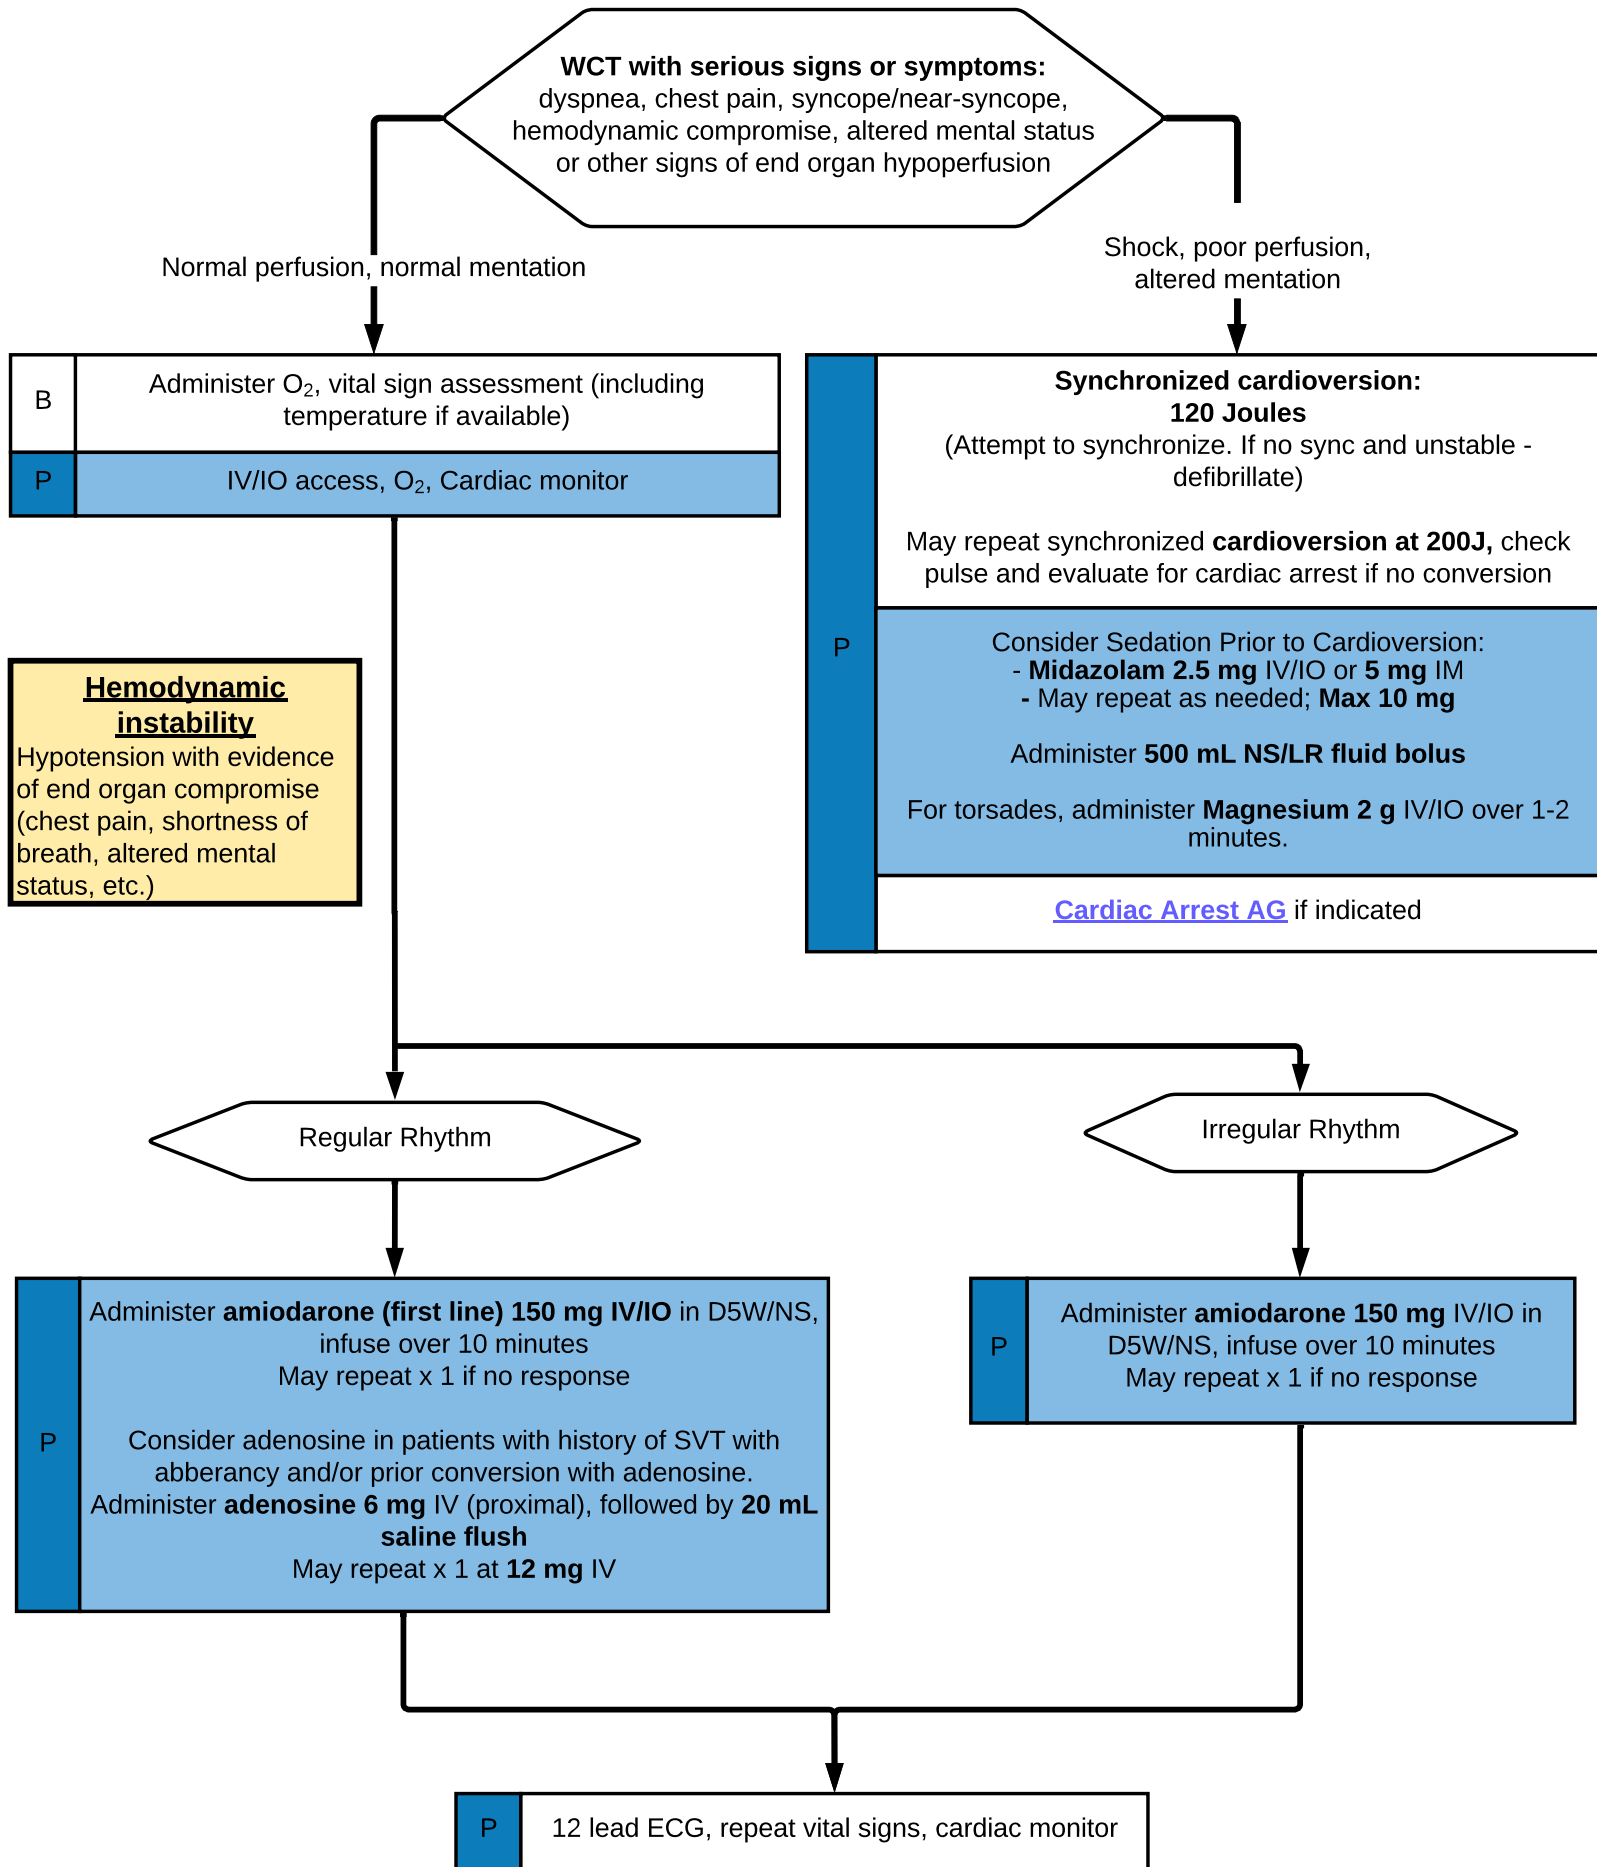 WCT with serious signs or symptoms:
dyspnea, chest pain, syncope/near-syncope,
hemodynamic compromise, altered mental status
or other signs of end organ hypoperfusion
Normal perfusion, normal mentation
Shock, poor perfusion,
altered mentation
B
Administer O₂, vital sign assessment (including
temperature if available)
P
IV/IO access, O₂, Cardiac monitor
P
Synchronized cardioversion:
120 Joules
(Attempt to synchronize. If no sync and unstable -
defibrillate)
May repeat synchronized cardioversion at 200J, check
pulse and evaluate for cardiac arrest if no conversion
Consider Sedation Prior to Cardioversion:
- Midazolam 2.5 mg IV/IO or 5 mg IM
- May repeat as needed; Max 10 mg
Administer 500 mL NS/LR fluid bolus
For torsades, administer Magnesium 2 g IV/IO over 1-2
minutes.
Cardiac Arrest AG if indicated
Hemodynamic
instability
Hypotension with evidence
of end organ compromise
(chest pain, shortness of
breath, altered mental
status, etc.)
Regular Rhythm
Irregular Rhythm
P
Administer amiodarone (first line) 150 mg IV/IO in D5W/NS,
infuse over 10 minutes
May repeat x 1 if no response
Consider adenosine in patients with history of SVT with
abberancy and/or prior conversion with adenosine.
Administer adenosine 6 mg IV (proximal), followed by 20 mL
saline flush
May repeat x 1 at 12 mg IV
P
Administer amiodarone 150 mg IV/IO in
D5W/NS, infuse over 10 minutes
May repeat x 1 if no response
P
12 lead ECG, repeat vital signs, cardiac monitor